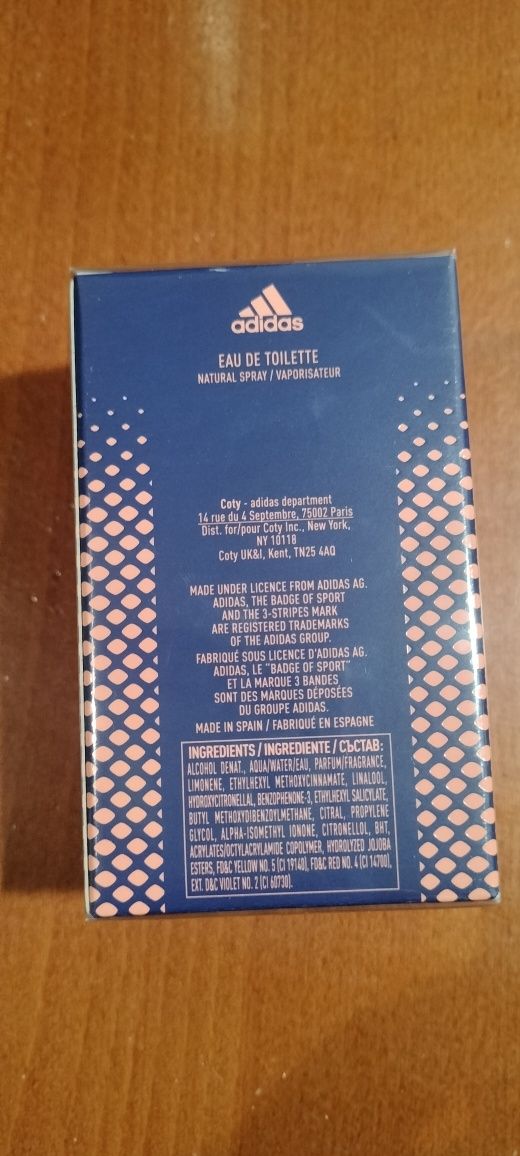 adidas
EAU DE TOILETTE
NATURAL SPRAY / VAPORISATEUR
Coty - adidas department
14 rue du 4 Septembre, 75002 Paris
Dist. for/pour Coty Inc., New York,
NY 10118
Coty UK&I, Kent, TN25 4AQ
MADE UNDER LICENCE FROM ADIDAS AG.
ADIDAS, THE BADGE OF SPORT
AND THE 3-STRIPES MARK
ARE REGISTERED TRADEMARKS
OF THE ADIDAS GROUP.
FABRIQUÉ SOUS LICENCE D'ADIDAS AG.
ADIDAS, LE "BADGE OF SPORT"
ET LA MARQUE 3 BANDES
SONT DES MARQUES DÉPOSÉES
DU GROUPE ADIDAS.
MADE IN SPAIN / FABRIQUÉ EN ESPAGNE
INGREDIENTS / INGREDIENTE / СЪСТАВ:
ALCOHOL DENAT., AQUA/WATER/EAU, PARFUM/FRAGRANCE,
LIMONENE, ETHYLHEXYL METHOXYCINNAMATE, LINALOOL,
HYDROXYCITRONELLAL, BENZOPHENONE-3, ETHYLHEXYL SALICYLATE,
BUTYL METHOXYDIBENZOYLMETHANE, CITRAL, PROPYLENE
GLYCOL, ALPHA-ISOMETHYL IONONE, CITRONELLOL, BHT,
ACRYLATES/OCTYLACRYLAMIDE COPOLYMER, HYDROLYZED JOJOBA
ESTERS, FD&C YELLOW NO. 5 (CI 19140), FD&C RED NO. 4 (CI 14700),
EXT. D&C VIOLET NO. 2 (CI 60730).